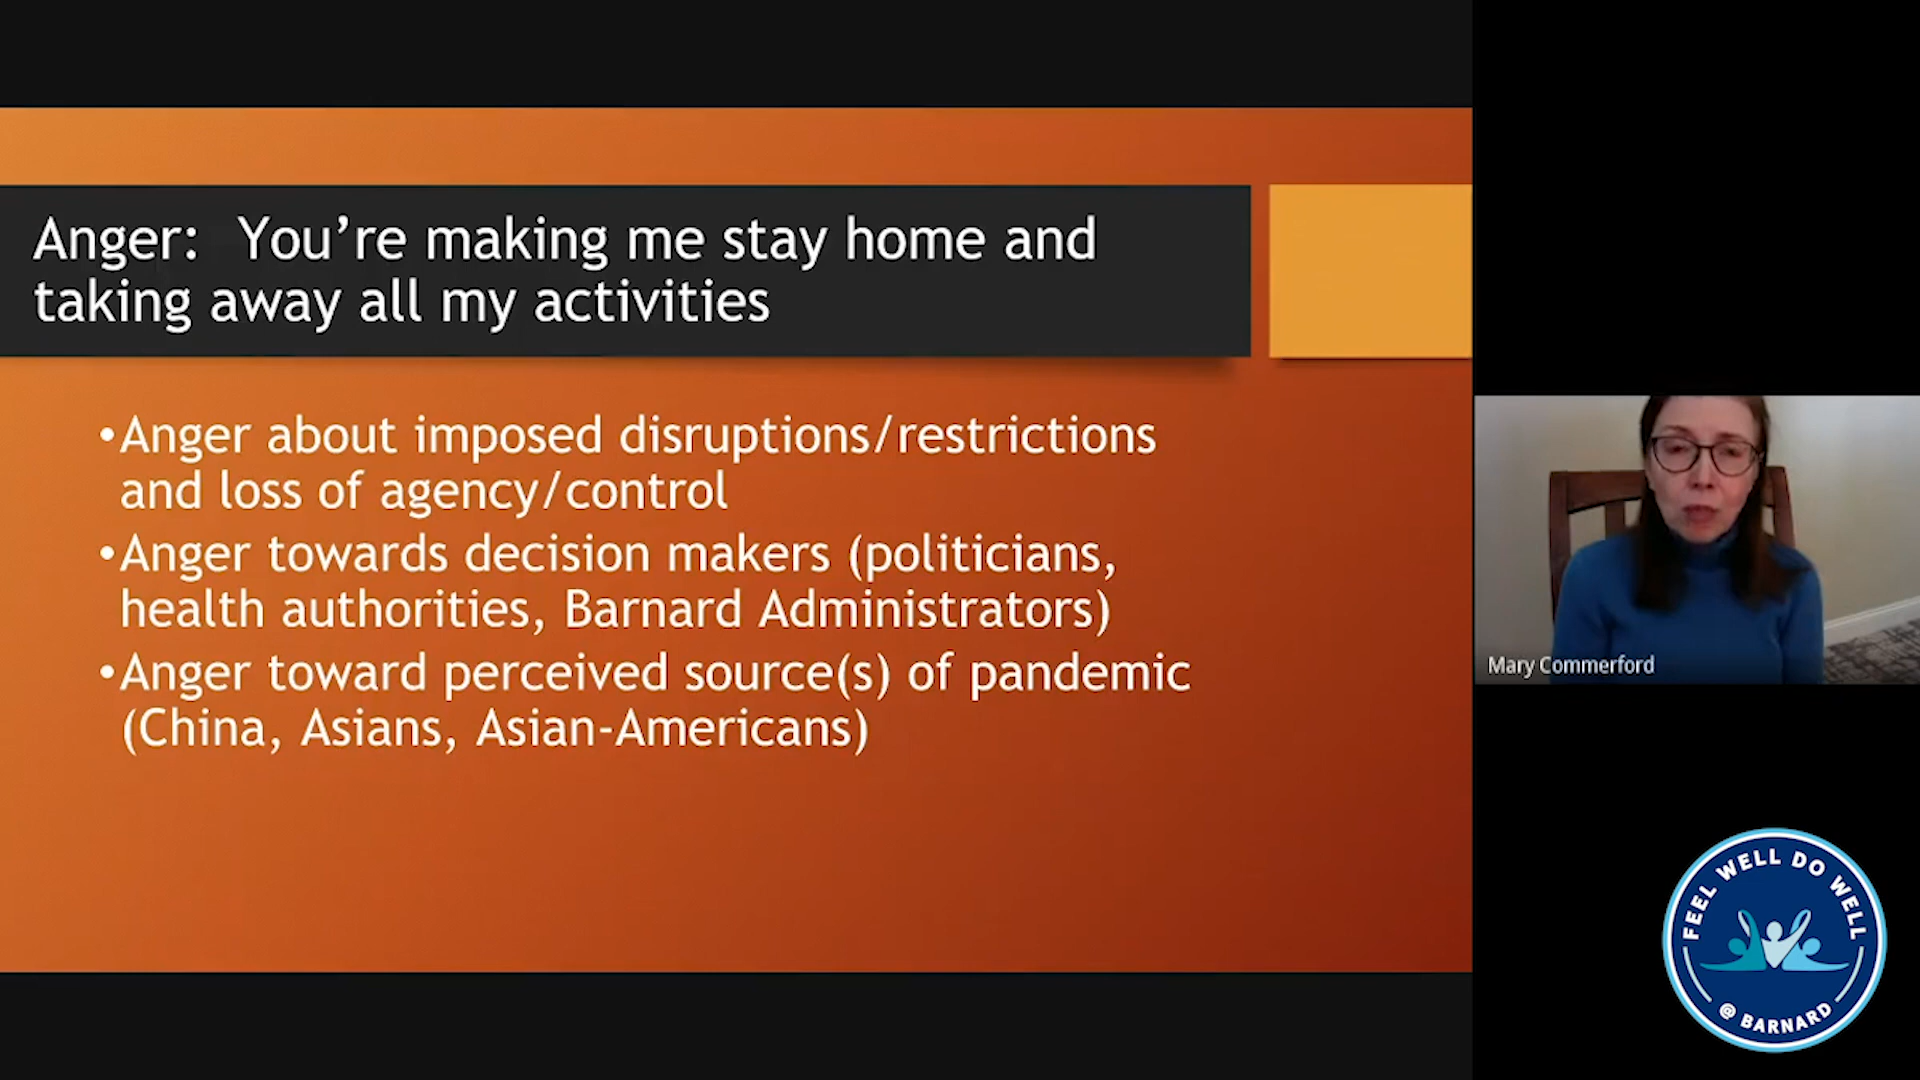 Anger:  You’re making me stay home and
taking away all my activities
•Anger about imposed disruptions/restrictions
and loss of agency/control
•Anger towards decision makers (politicians,
health authorities, Barnard Administrators)
•Anger toward perceived source(s) of pandemic
(China, Asians, Asian-Americans)
Mary Commerford
FEEL WELL DO WELL
@ BARNARD